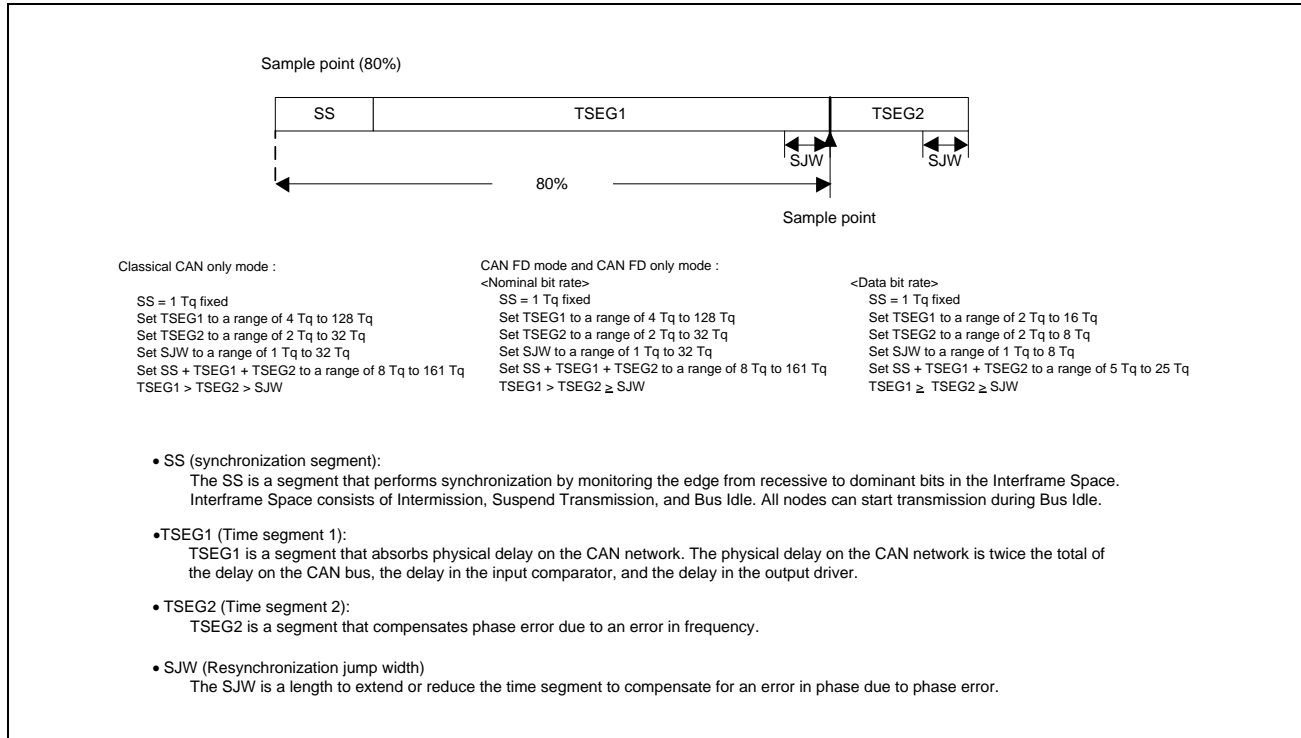 Sample point (80%)
SS TSEG1 TSEG2
SJW SJW
80%
Sample point
Classical CAN only mode :
SS = 1 Tq fixed
Set TSEG1 to a range of 4 Tq to 128 Tq
Set TSEG2 to a range of 2 Tq to 32 Tq
Set SJW to a range of 1 Tq to 32 Tq
Set SS + TSEG1 + TSEG2 to a range of 8 Tq to 161 Tq
TSEG1 > TSEG2 > SJW
CAN FD mode and CAN FD only mode :
<Nominal bit rate>
SS = 1 Tq fixed
Set TSEG1 to a range of 4 Tq to 128 Tq
Set TSEG2 to a range of 2 Tq to 32 Tq
Set SJW to a range of 1 Tq to 32 Tq
Set SS + TSEG1 + TSEG2 to a range of 8 Tq to 161 Tq
TSEG1 > TSEG2 ≥ SJW
<Data bit rate>
SS = 1 Tq fixed
Set TSEG1 to a range of 2 Tq to 16 Tq
Set TSEG2 to a range of 2 Tq to 8 Tq
Set SJW to a range of 1 Tq to 8 Tq
Set SS + TSEG1 + TSEG2 to a range of 5 Tq to 25 Tq
TSEG1 ≥ TSEG2 ≥ SJW
• SS (synchronization segment):
The SS is a segment that performs synchronization by monitoring the edge from recessive to dominant bits in the Interframe Space.
Interframe Space consists of Intermission, Suspend Transmission, and Bus Idle. All nodes can start transmission during Bus Idle.
•TSEG1 (Time segment 1):
TSEG1 is a segment that absorbs physical delay on the CAN network. The physical delay on the CAN network is twice the total of
the delay on the CAN bus, the delay in the input comparator, and the delay in the output driver.
• TSEG2 (Time segment 2):
TSEG2 is a segment that compensates phase error due to an error in frequency.
• SJW (Resynchronization jump width)
The SJW is a length to extend or reduce the time segment to compensate for an error in phase due to phase error.